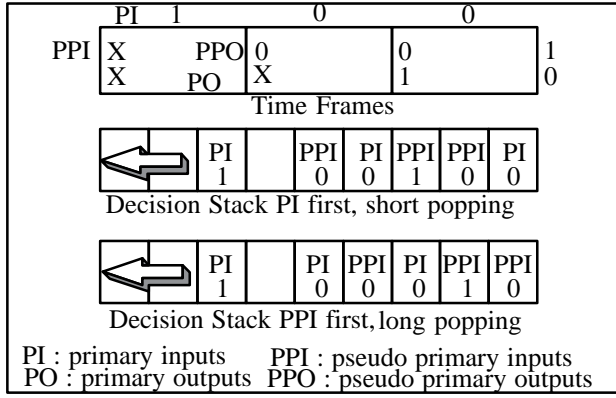 PI 1 0 0
PPI X PPO 0 0 1
X PO X 1 0
Time Frames
PI PPI PI PPI PPI PI
1 0 0 1 0 0
Decision Stack PI first, short popping
PI PI PPI PI PPI PPI
1 0 0 0 1 0
Decision Stack PPI first, long popping
PI : primary inputs PPI : pseudo primary inputs
PO : primary outputs PPO : pseudo primary outputs